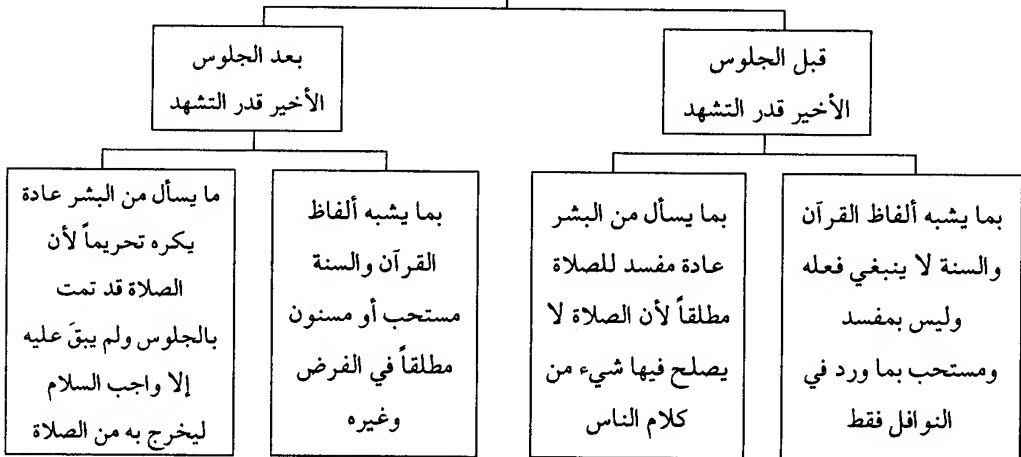 قبل الجلوس
الأخير قدر التشهد
بعد الجلوس
الأخير قدر التشهد
بما يشبه ألفاظ القرآن
والسنة لا ينبغي فعله
وليس بمفسد
ومستحب بما ورد في
النوافل فقط
بما يسأل من البشر
عادة مفسد للصلاة
مطلقاً لأن الصلاة لا
يصلح فيها شيء من
كلام الناس
بما يشبه ألفاظ
القرآن والسنة
مستحب أو مسنون
مطلقاً في الفرض
وغيره
ما يسأل من البشر عادة
يكره تحريماً لأن
الصلاة قد تمت
بالجلوس ولم يبقَ عليه
إلا واجب السلام
ليخرج به من الصلاة